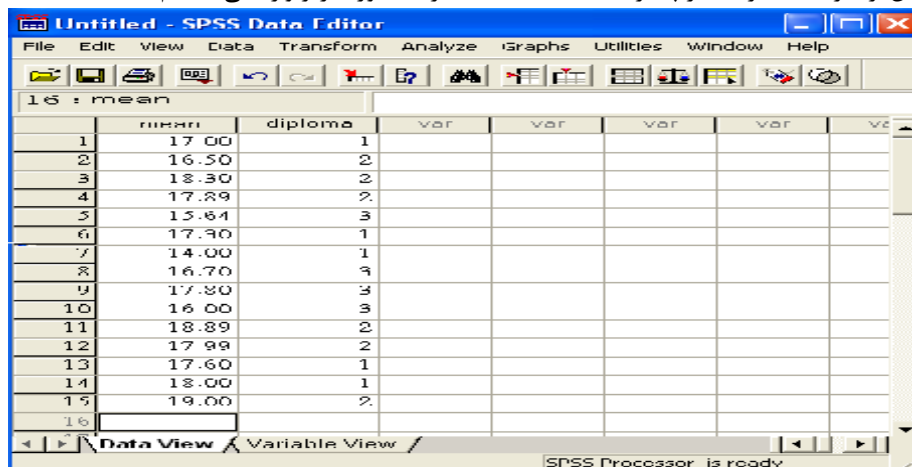 Untitled - SPSS Data Editor
File Edit View Data Transform Analyze Graphs Utilities Window Help
16 : mean
mean diploma var var var var
1 17.00 1
2 16.50 2
3 18.30 2
4 17.89 2
5 15.64 3
6 17.30 1
7 14.00 1
8 16.70 3
9 17.80 3
10 16.00 3
11 18.89 2
12 17.99 2
13 17.60 1
14 18.00 1
15 19.00 2
16
Data View Variable View
SPSS Processor is ready